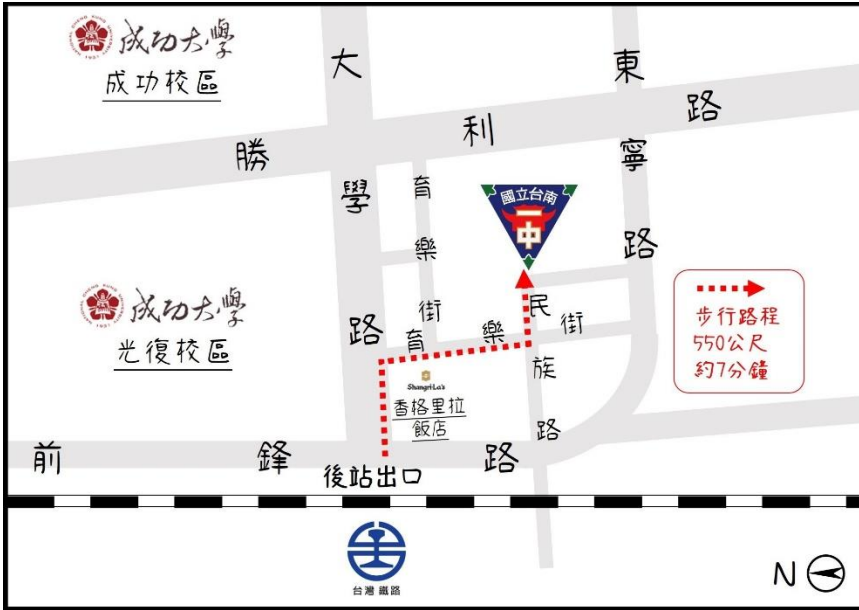 成功大學
成功校區
大學路
東寧路
勝利路
育樂街
國立台南
一中
成功大學
光復校區
育樂街
民族路
步行路程
550公尺
約7分鐘
Shangri-La's
香格里拉
飯店
前鋒路
後站出口
台灣鐵路
N